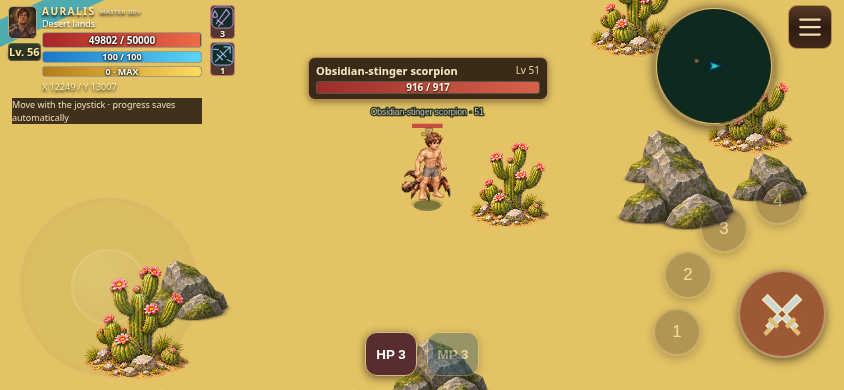 AURALIS MASTER DEV
Desert lands
49802 / 50000
Lv. 56
100 / 100
0 · MAX
X 12249 / Y 13007
Move with the joystick · progress saves
automatically
3
1
Obsidian-stinger scorpion Lv 51
916 / 917
Obsidian-stinger scorpion · 51
4
3
2
1
HP 3
MP 3